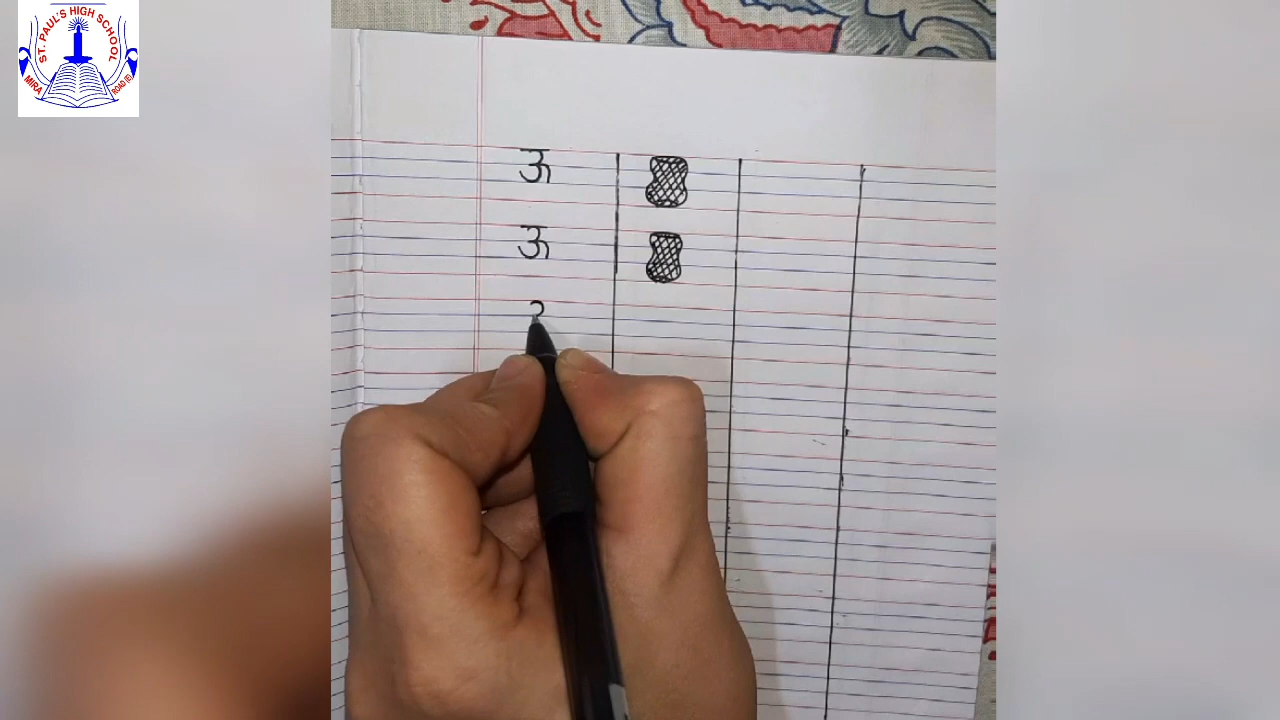 ST. PAUL'S HIGH SCHOOL
MIRA ROAD (E)
ऊ
ऊ